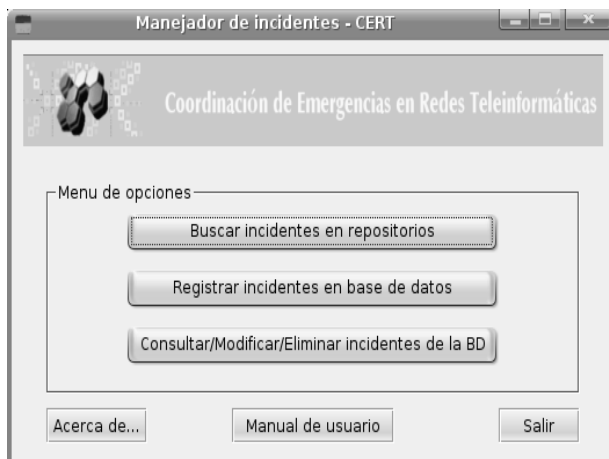 Manejador de incidentes - CERT
Coordinación de Emergencias en Redes Teleinformáticas
Menu de opciones
Buscar incidentes en repositorios
Registrar incidentes en base de datos
Consultar/Modificar/Eliminar incidentes de la BD
Acerca de... Manual de usuario Salir